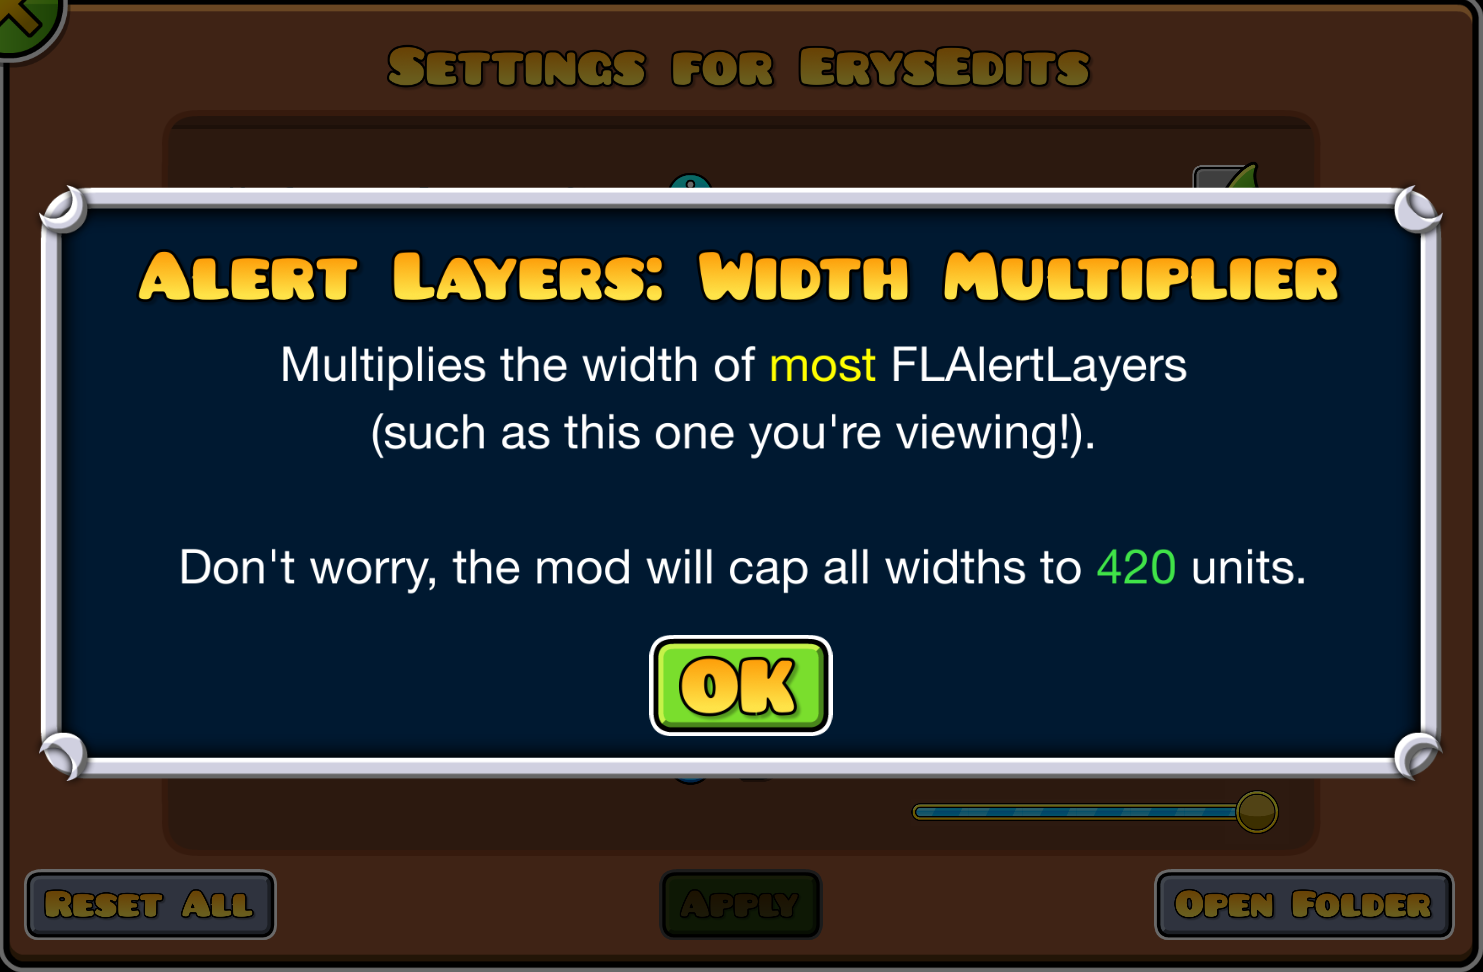 Settings for ErysEdits
Alert Layers: Width Multiplier
Multiplies the width of most FLAlertLayers
(such as this one you're viewing!).
Don't worry, the mod will cap all widths to 420 units.
OK
Reset All
Apply
Open Folder